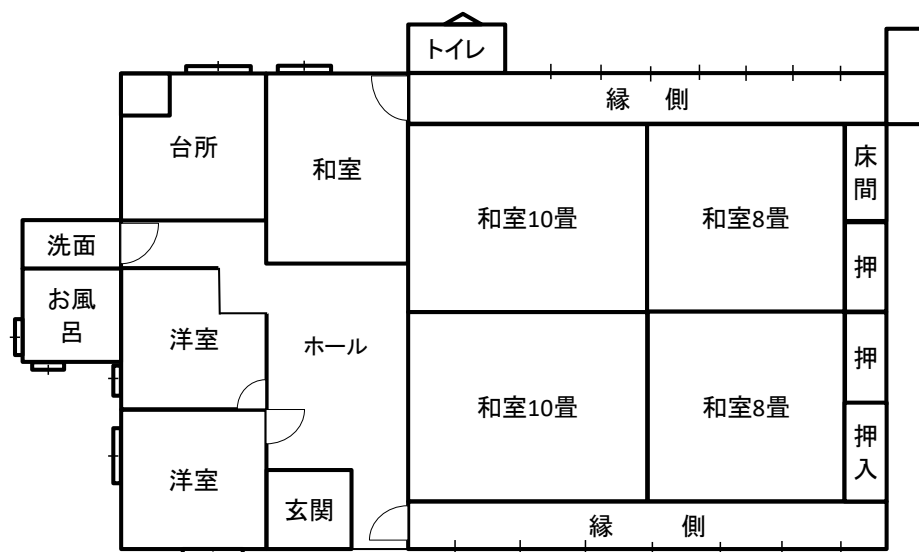 トイレ
縁 側
台所
和室
床
間
和室10畳
和室8畳
洗面
押
お風
呂
洋室
ホール
押
和室10畳
和室8畳
押
入
洋室
玄関
縁 側